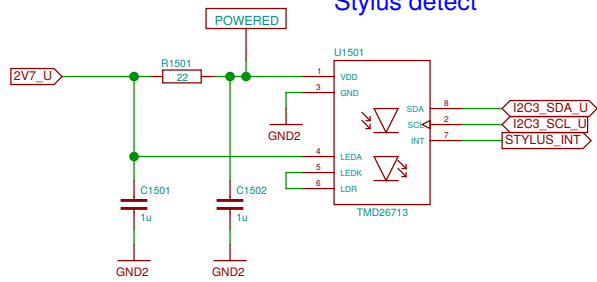 Stylus detect
POWERED
U1501
2V7_U
R1501
22
1
VDD
3
GND
GND2
SDA
8
I2C3_SDA_U
SCL
2
I2C3_SCL_U
INT
7
STYLUS_INT
4
LEDA
5
LEDK
6
LDR
TMD26713
C1501
1u
C1502
1u
GND2
GND2